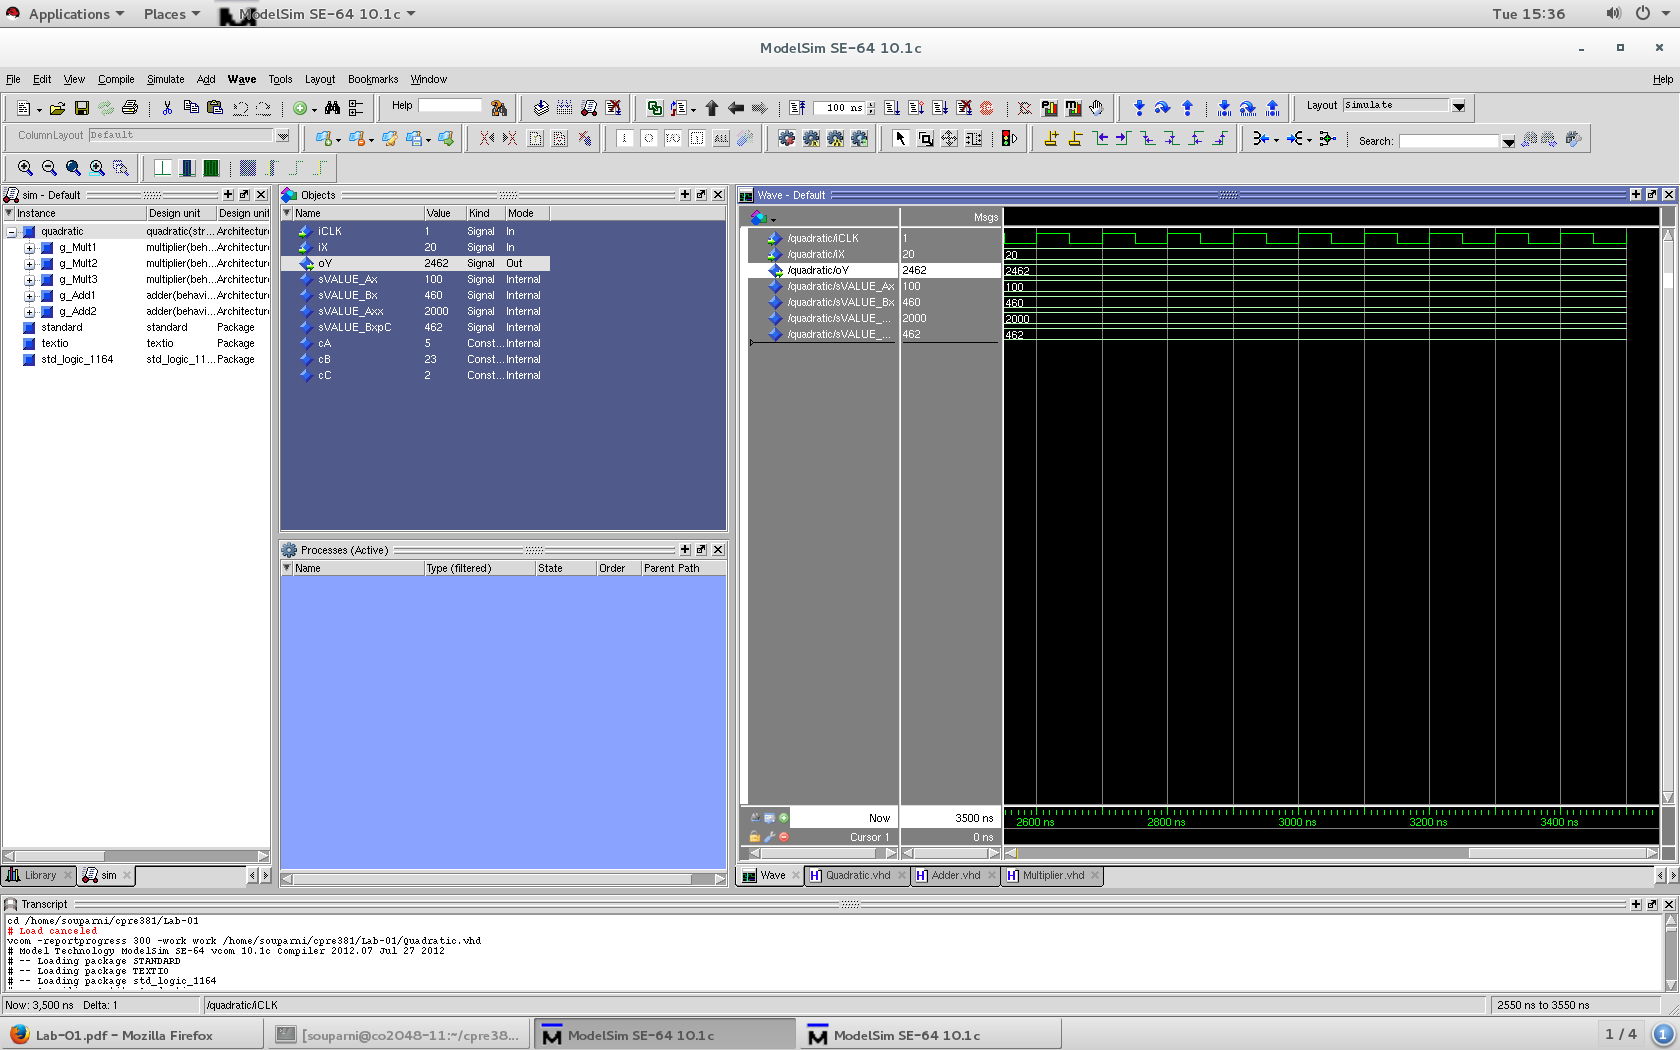 Applications Places ModelSim SE-64 10.1c Tue 15:36
ModelSim SE-64 10.1c
File Edit View Compile Simulate Add Wave Tools Layout Bookmarks Window Help
Help 100 ns Layout Simulate
ColumnLayout Default Search:
sim - Default
Instance Design unit Design unit
quadratic quadratic(str... Architecture
g_Mult1 multiplier(beh... Architecture
g_Mult2 multiplier(beh... Architecture
g_Mult3 multiplier(beh... Architecture
g_Add1 adder(behavi... Architecture
g_Add2 adder(behavi... Architecture
standard standard Package
textio textio Package
std_logic_1164 std_logic_11... Package
Library sim
Objects
Name Value Kind Mode
iCLK 1 Signal In
iX 20 Signal In
oY 2462 Signal Out
sVALUE_Ax 100 Signal Internal
sVALUE_Bx 460 Signal Internal
sVALUE_Axx 2000 Signal Internal
sVALUE_BxpC 462 Signal Internal
cA 5 Const... Internal
cB 23 Const... Internal
cC 2 Const... Internal
Processes (Active)
Name Type (filtered) State Order Parent Path
Wave - Default
Msgs
/quadratic/iCLK 1
/quadratic/iX 20 20
/quadratic/oY 2462 2462
/quadratic/sVALUE_Ax 100 100
/quadratic/sVALUE_Bx 460 460
/quadratic/sVALUE_... 2000 2000
/quadratic/sVALUE_... 462 462
Now 3500 ns 2600 ns 2800 ns 3000 ns 3200 ns 3400 ns
Cursor 1 0 ns
Wave Quadratic.vhd Adder.vhd Multiplier.vhd
Transcript
cd /home/souparni/cpre381/Lab-01
# Load canceled
vcom -reportprogress 300 -work work /home/souparni/cpre381/Lab-01/Quadratic.vhd
# Model Technology ModelSim SE-64 vcom 10.1c Compiler 2012.07 Jul 27 2012
# -- Loading package STANDARD
# -- Loading package TEXTIO
# -- Loading package std_logic_1164
Now: 3,500 ns Delta: 1 /quadratic/iCLK 2550 ns to 3550 ns
Lab-01.pdf - Mozilla Firefox [souparni@co2048-11:~/cpre38... ModelSim SE-64 10.1c ModelSim SE-64 10.1c 1 / 4 1